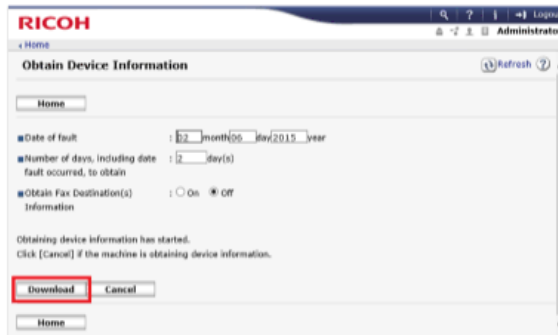 RICOH
? i Logou
Administrato
Home
Obtain Device Information
Refresh ?
Home
Date of fault : 02 month 06 day 2015 year
Number of days, including date : 2 day(s)
fault occurred, to obtain
Obtain Fax Destination(s) : On Off
Information
Obtaining device information has started.
Click [Cancel] if the machine is obtaining device information.
Download Cancel
Home